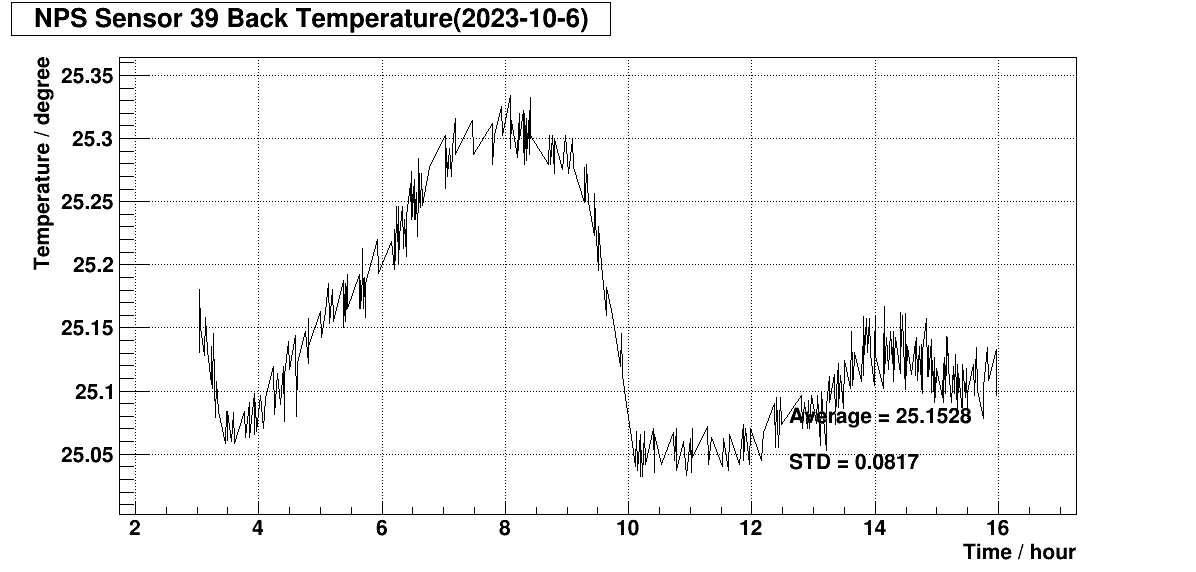 NPS Sensor 39 Back Temperature(2023-10-6)
Temperature / degree
25.35
25.3
25.25
25.2
25.15
25.1
25.05
Average = 25.1528
STD = 0.0817
2 4 6 8 10 12 14 16
Time / hour